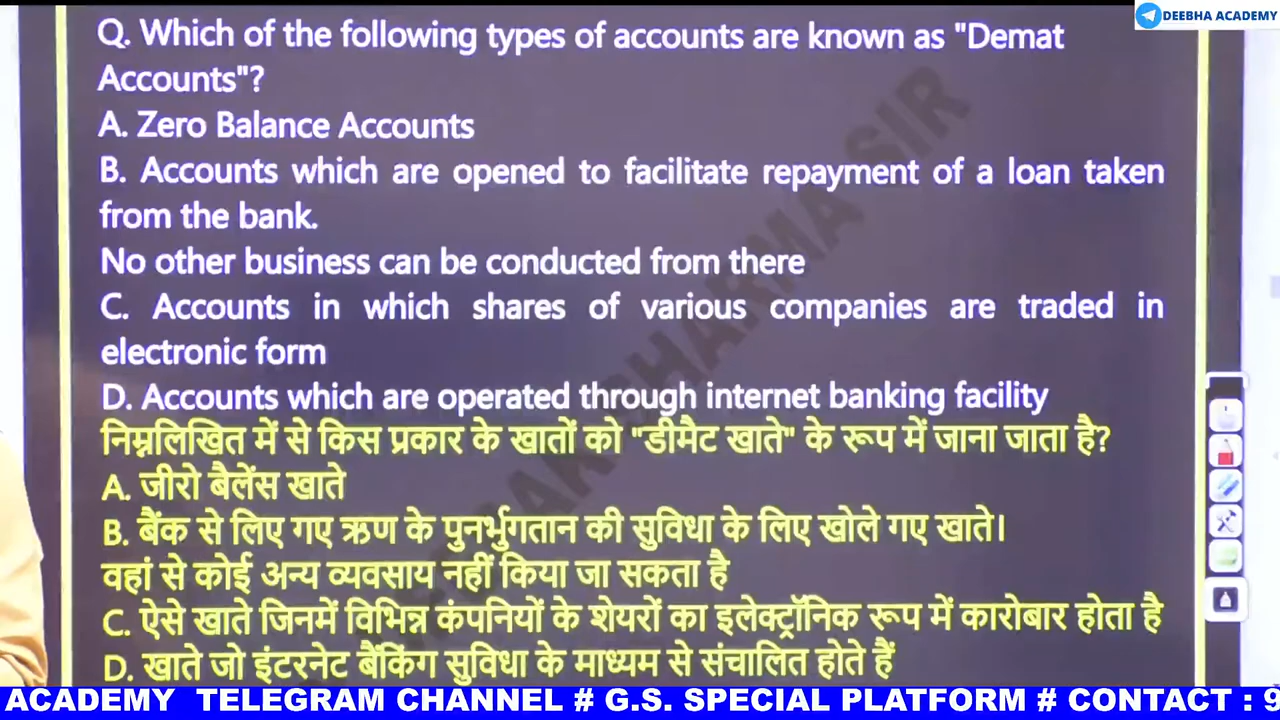 DEEBHA ACADEMY
Q. Which of the following types of accounts are known as "Demat
Accounts"?
A. Zero Balance Accounts
B. Accounts which are opened to facilitate repayment of a loan taken
from the bank.
No other business can be conducted from there
C. Accounts in which shares of various companies are traded in
electronic form
D. Accounts which are operated through internet banking facility
निम्नलिखित में से किस प्रकार के खातों को "डीमैट खाते" के रूप में जाना जाता है?
A. जीरो बैलेंस खाते
B. बैंक से लिए गए ऋण के पुनर्भुगतान की सुविधा के लिए खोले गए खाते।
वहां से कोई अन्य व्यवसाय नहीं किया जा सकता है
C. ऐसे खाते जिनमें विभिन्न कंपनियों के शेयरों का इलेक्ट्रॉनिक रूप में कारोबार होता है
D. खाते जो इंटरनेट बैंकिंग सुविधा के माध्यम से संचालित होते हैं
SHARMA SIR
ACADEMY TELEGRAM CHANNEL # G.S. SPECIAL PLATFORM # CONTACT : 9